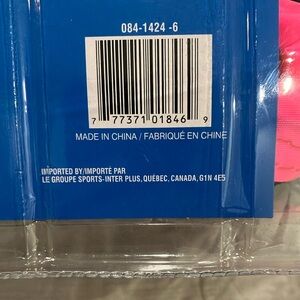 084-1424 -6
7 77371 01846 9
MADE IN CHINA / FABRIQUÉ EN CHINE
IMPORTED BY/IMPORTÉ PAR
LE GROUPE SPORTS-INTER PLUS, QUÉBEC, CANADA, G1N 4E5